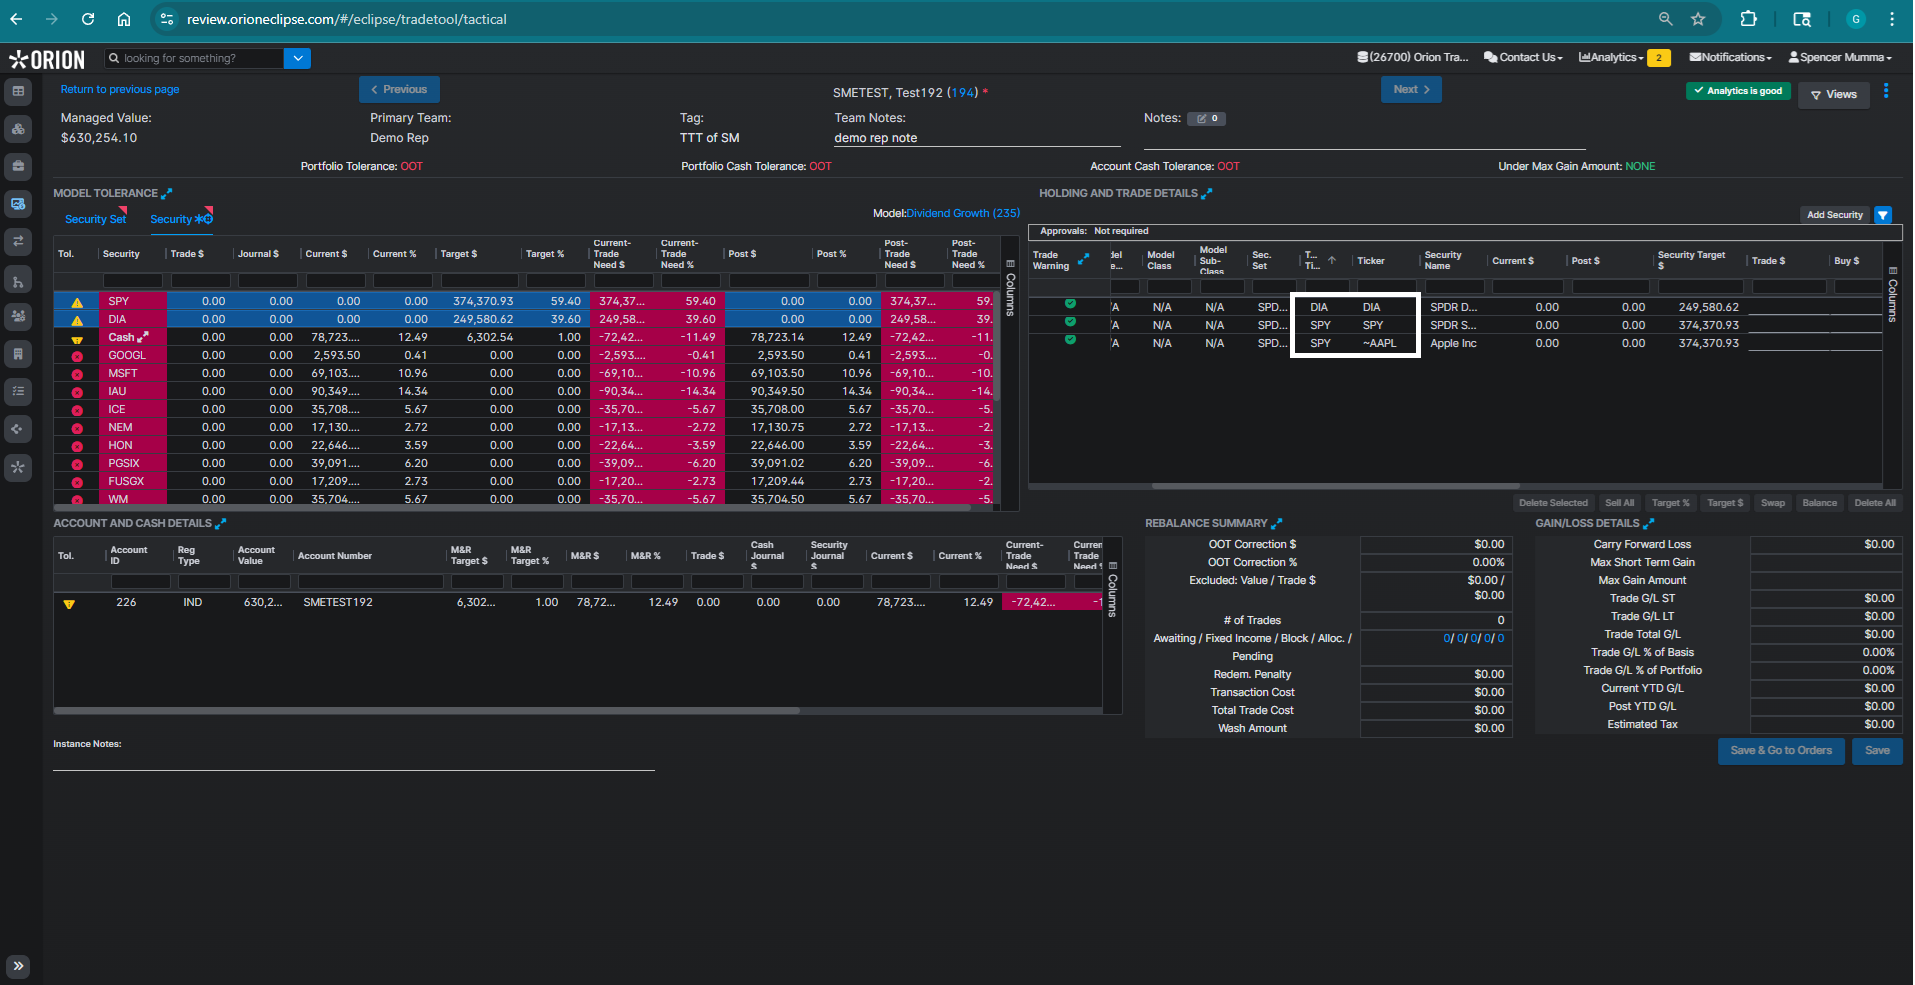 review.orioneclipse.com/#/eclipse/tradetool/tactical
G
ORION
looking for something?
(26700) Orion Tra...
Contact Us
Analytics
2
Notifications
Spencer Mumma
Return to previous page
Previous
SMETEST, Test192 (194) *
Next
Analytics is good
Views
Managed Value:
$630,254.10
Primary Team:
Demo Rep
Tag:
TTT of SM
Team Notes:
demo rep note
Notes: 0
Portfolio Tolerance: OOT
Portfolio Cash Tolerance: OOT
Account Cash Tolerance: OOT
Under Max Gain Amount: NONE
MODEL TOLERANCE
Security Set
Security
Model:Dividend Growth (235)
Tol. Security Trade $ Journal $ Current $ Current % Target $ Target % Current-Trade Need $ Current-Trade Need % Post $ Post % Post-Trade Need $ Post-Trade Need %
SPY 0.00 0.00 0.00 0.00 374,370.93 59.40 374,37... 59.40 0.00 0.00 374,37... 59.
DIA 0.00 0.00 0.00 0.00 249,580.62 39.60 249,58... 39.60 0.00 0.00 249,58... 39.
Cash 0.00 0.00 78,723.... 12.49 6,302.54 1.00 -72,42... -11.49 78,723.14 12.49 -72,42... -11.
GOOGL 0.00 0.00 2,593.50 0.41 0.00 0.00 -2,593.... -0.41 2,593.50 0.41 -2,593.... -0.
MSFT 0.00 0.00 69,103.... 10.96 0.00 0.00 -69,10... -10.96 69,103.50 10.96 -69,10... -10.
IAU 0.00 0.00 90,349.... 14.34 0.00 0.00 -90,34... -14.34 90,349.50 14.34 -90,34... -14.
ICE 0.00 0.00 35,708.... 5.67 0.00 0.00 -35,70... -5.67 35,708.00 5.67 -35,70... -5.
NEM 0.00 0.00 17,130.... 2.72 0.00 0.00 -17,13... -2.72 17,130.75 2.72 -17,13... -2.
HON 0.00 0.00 22,646.... 3.59 0.00 0.00 -22,64... -3.59 22,646.00 3.59 -22,64... -3.
PGSIX 0.00 0.00 39,091.... 6.20 0.00 0.00 -39,09... -6.20 39,091.02 6.20 -39,09... -6.
FUSGX 0.00 0.00 17,209.... 2.73 0.00 0.00 -17,20... -2.73 17,209.44 2.73 -17,20... -2.
WM 0.00 0.00 35,704.... 5.67 0.00 0.00 -35,70... -5.67 35,704.50 5.67 -35,70... -5.
Columns
HOLDING AND TRADE DETAILS
Add Security
Approvals: Not required
Trade Warning del e... Model Class Model Sub-Class Sec. Set T... Ti... Ticker Security Name Current $ Post $ Security Target $ Trade $ Buy $
/A N/A N/A SPD... DIA DIA SPDR D... 0.00 0.00 249,580.62
/A N/A N/A SPD... SPY SPY SPDR S... 0.00 0.00 374,370.93
/A N/A N/A SPD... SPY ~AAPL Apple Inc 0.00 0.00 374,370.93
Columns
Delete Selected
Sell All
Target %
Target $
Swap
Balance
Delete All
ACCOUNT AND CASH DETAILS
Tol. Account ID Reg Type Account Value Account Number M&R Target $ M&R Target % M&R $ M&R % Trade $ Cash Journal $ Security Journal $ Current $ Current % Current-Trade Need $ Curren Trade Need %
226 IND 630,2... SMETEST192 6,302... 1.00 78,72... 12.49 0.00 0.00 0.00 78,723.... 12.49 -72,42... -1
Columns
REBALANCE SUMMARY
OOT Correction $ $0.00
OOT Correction % 0.00%
Excluded: Value / Trade $ $0.00 /
$0.00
# of Trades 0
Awaiting / Fixed Income / Block / Alloc. / 0/ 0/ 0/ 0/ 0
Pending
Redem. Penalty $0.00
Transaction Cost $0.00
Total Trade Cost $0.00
Wash Amount $0.00
GAIN/LOSS DETAILS
Carry Forward Loss $0.00
Max Short Term Gain
Max Gain Amount
Trade G/L ST $0.00
Trade G/L LT $0.00
Trade Total G/L $0.00
Trade G/L % of Basis 0.00%
Trade G/L % of Portfolio 0.00%
Current YTD G/L $0.00
Post YTD G/L $0.00
Estimated Tax $0.00
Instance Notes:
Save & Go to Orders
Save